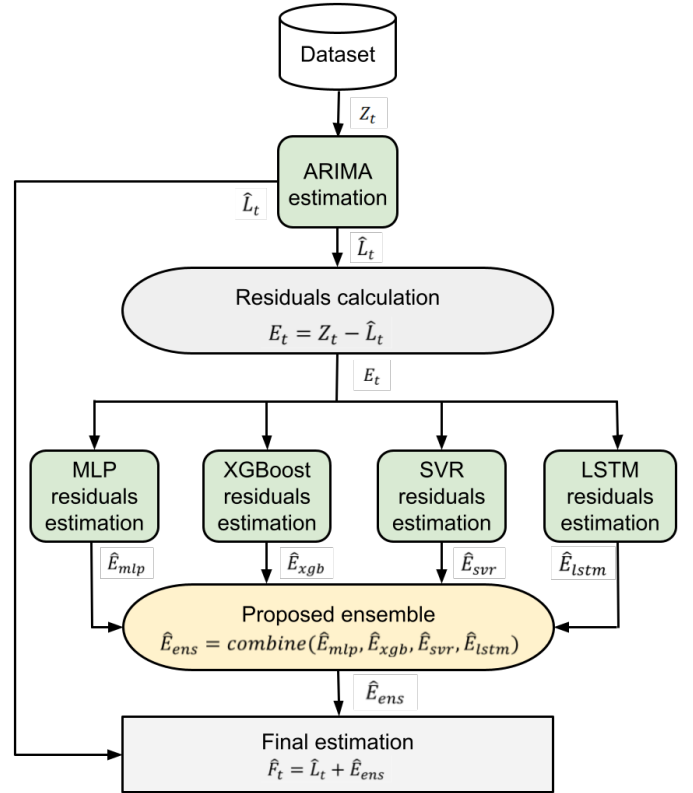 Dataset
Z_t
ARIMA
estimation
L̂_t
L̂_t
Residuals calculation
E_t = Z_t − L̂_t
E_t
MLP
residuals
estimation
XGBoost
residuals
estimation
SVR
residuals
estimation
LSTM
residuals
estimation
Ê_mlp
Ê_xgb
Ê_svr
Ê_lstm
Proposed ensemble
Ê_ens = combine(Ê_mlp, Ê_xgb, Ê_svr, Ê_lstm)
Ê_ens
Final estimation
F̂_t = L̂_t + Ê_ens